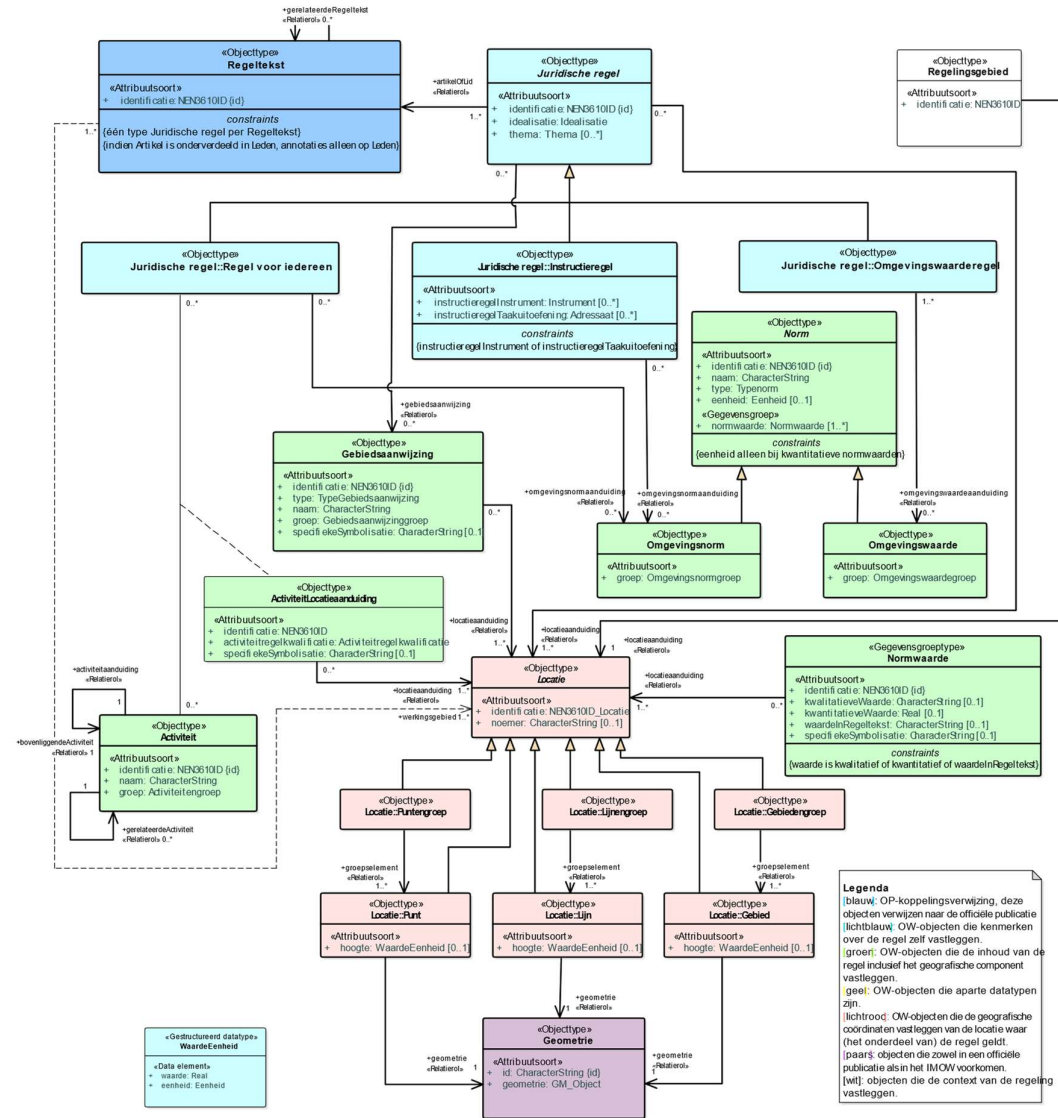 +gerelateerdeRegeltekst
«Relatierol» 0..*
«Objecttype»
Regeltekst
«Attribuutsoort»
+ identificatie: NEN3610ID {id}
constraints
{één type Juridische regel per Regeltekst}
{indien Artikel is onderverdeeld in Leden, annotaties alleen op Leden}
1..*
+artikelOfLid
«Relatierol»
1..*
«Objecttype»
Juridische regel
«Attribuutsoort»
+ identificatie: NEN3610ID {id}
+ idealisatie: Idealisatie
+ thema: Thema [0..*]
0..*
0..*
«Objecttype»
Regelingsgebied
«Attribuutsoort»
+ identificatie: NEN3610ID
«Objecttype»
Juridische regel::Regel voor iedereen
0..*
0..*
«Objecttype»
Juridische regel::Instructieregel
«Attribuutsoort»
+ instructieregelInstrument: Instrument [0..*]
+ instructieregelTaakuitoefening: Adressaat [0..*]
constraints
{instructieregelInstrument of instructieregelTaakuitoefening}
0..*
«Objecttype»
Juridische regel::Omgevingswaarderegel
1..*
«Objecttype»
Norm
«Attribuutsoort»
+ identificatie: NEN3610ID {id}
+ naam: CharacterString
+ type: Typenorm
+ eenheid: Eenheid [0..1]
«Gegevensgroep»
+ normwaarde: Normwaarde [1..*]
constraints
{eenheid alleen bij kwantitatieve normwaarden}
+gebiedsaanwijzing
«Relatierol»
0..*
«Objecttype»
Gebiedsaanwijzing
«Attribuutsoort»
+ identificatie: NEN3610ID {id}
+ type: TypeGebiedsaanwijzing
+ naam: CharacterString
+ groep: Gebiedsaanwijzinggroep
+ specifiekeSymbolisatie: CharacterString [0..1
0..*
+omgevingsnormaanduiding
«Relatierol»
0..*
+omgevingsnormaanduiding
«Relatierol»
0..*
+omgevingswaardeaanduiding
«Relatierol»
0..*
«Objecttype»
Omgevingsnorm
«Attribuutsoort»
+ groep: Omgevingsnormgroep
«Objecttype»
Omgevingswaarde
«Attribuutsoort»
+ groep: Omgevingswaardegroep
«Objecttype»
ActiviteitLocatieaanduiding
«Attribuutsoort»
+ identificatie: NEN3610ID
+ activiteitregelkwalificatie: Activiteitregelkwalificatie
+ specifiekeSymbolisatie: CharacterString [0..1]
0..*
+locatieaanduiding
«Relatierol»
1..*
+locatieaanduiding
«Relatierol»
1..*
+locatieaanduiding
«Relatierol»
1
«Objecttype»
Locatie
«Attribuutsoort»
+ identificatie: NEN3610ID_Locatie
+ noemer: CharacterString [0..1]
+locatieaanduiding 1..*
«Relatierol»
+werkingsgebied 1..*
+locatieaanduiding
«Relatierol»
1..*
0..*
«Gegevensgroeptype»
Normwaarde
«Attribuutsoort»
+ identificatie: NEN3610ID {id}
+ kwalitatieveWaarde: CharacterString [0..1]
+ kwantitatieveWaarde: Real [0..1]
+ waardeInRegeltekst: CharacterString [0..1]
+ specifiekeSymbolisatie: CharacterString [0..1]
constraints
{waarde is kwalitatief of kwantitatief of waardeInRegeltekst}
+activiteitaanduiding
«Relatierol»
1
0..*
+bovenliggendeActiviteit
«Relatierol» 1
«Objecttype»
Activiteit
«Attribuutsoort»
+ identificatie: NEN3610ID {id}
+ naam: CharacterString
+ groep: Activiteitengroep
1
+gerelateerdeActiviteit
«Relatierol» 0..*
«Objecttype»
Locatie::Puntengroep
«Objecttype»
Locatie::Lijnengroep
«Objecttype»
Locatie::Gebiedengroep
+groepselement
«Relatierol»
1..*
+groepselement
«Relatierol»
1..*
+groepselement
«Relatierol»
1..*
«Objecttype»
Locatie::Punt
«Attribuutsoort»
+ hoogte: WaardeEenheid [0..1]
«Objecttype»
Locatie::Lijn
«Attribuutsoort»
+ hoogte: WaardeEenheid [0..1]
«Objecttype»
Locatie::Gebied
«Attribuutsoort»
+ hoogte: WaardeEenheid [0..1]
+geometrie
«Relatierol»
1
+geometrie
«Relatierol»
1
+geometrie
«Relatierol»
1
«Objecttype»
Geometrie
«Attribuutsoort»
+ id: CharacterString {id}
+ geometrie: GM_Object
«Gestructureerd datatype»
WaardeEenheid
«Data element»
+ waarde: Real
+ eenheid: Eenheid
Legenda
[blauw]: OP-koppelingsverwijzing, deze
objecten verwijzen naar de officiële publicatie
[lichtblauw]: OW-objecten die kenmerken
over de regel zelf vastleggen.
[groen]: OW-objecten die de inhoud van de
regel inclusief het geografische component
vastleggen.
[geel]: OW-objecten die aparte datatypen
zijn.
[lichtrood]: OW-objecten die de geografische
coördinaten vastleggen van de locatie waar
(het onderdeel van) de regel geldt.
[paars]: objecten die zowel in een officiële
publicatie als in het IMOW voorkomen.
[wit]: objecten die de context van de regeling
vastleggen.